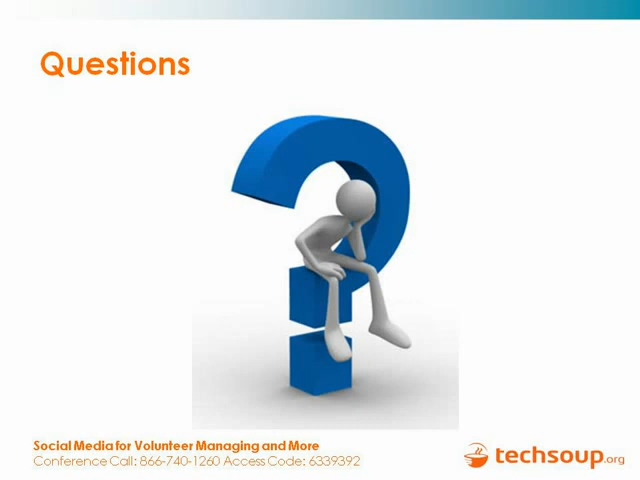 Questions
Social Media for Volunteer Managing and More
Conference Call: 866-740-1260 Access Code: 6339392
techsoup.org